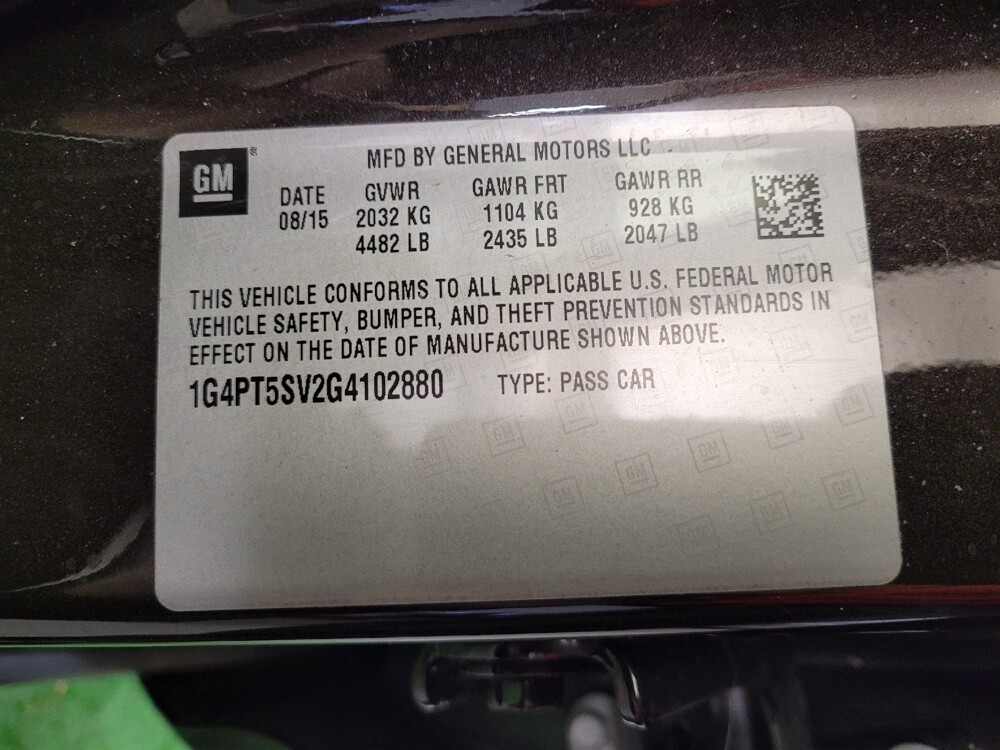 GM® MFD BY GENERAL MOTORS LLC
DATE GVWR GAWR FRT GAWR RR
08/15 2032 KG 1104 KG 928 KG
4482 LB 2435 LB 2047 LB
THIS VEHICLE CONFORMS TO ALL APPLICABLE U.S. FEDERAL MOTOR
VEHICLE SAFETY, BUMPER, AND THEFT PREVENTION STANDARDS IN
EFFECT ON THE DATE OF MANUFACTURE SHOWN ABOVE.
1G4PT5SV2G4102880 TYPE: PASS CAR